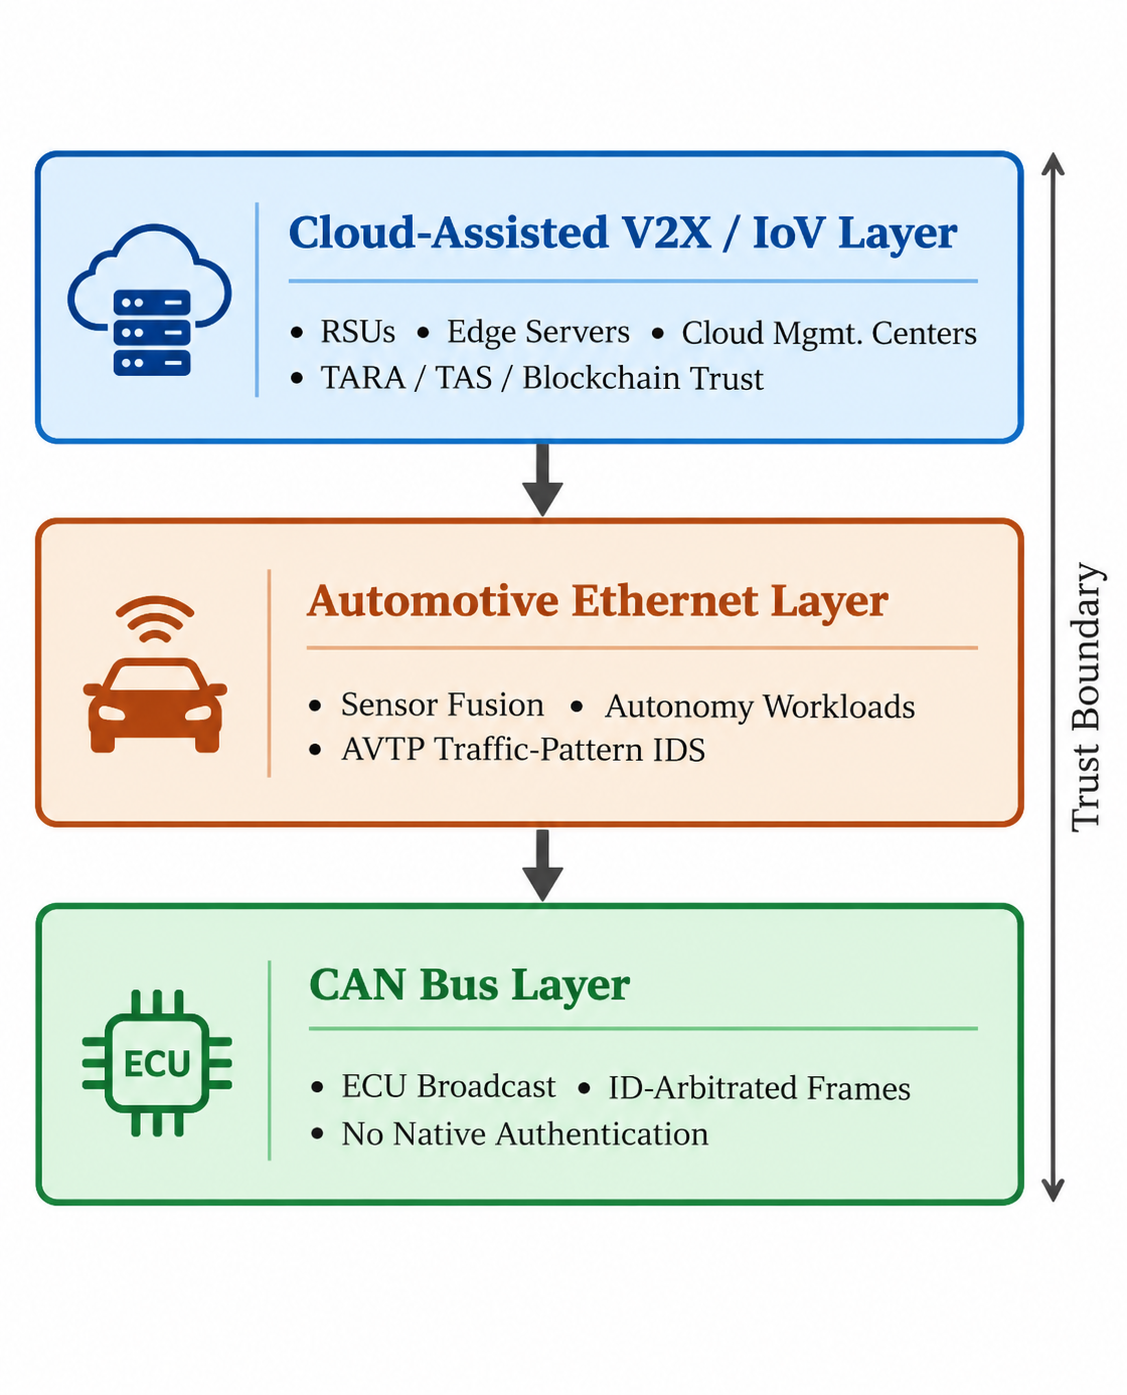 Cloud-Assisted V2X / IoV Layer
• RSUs • Edge Servers • Cloud Mgmt. Centers
• TARA / TAS / Blockchain Trust
Automotive Ethernet Layer
• Sensor Fusion • Autonomy Workloads
• AVTP Traffic-Pattern IDS
CAN Bus Layer
ECU
• ECU Broadcast • ID-Arbitrated Frames
• No Native Authentication
Trust Boundary